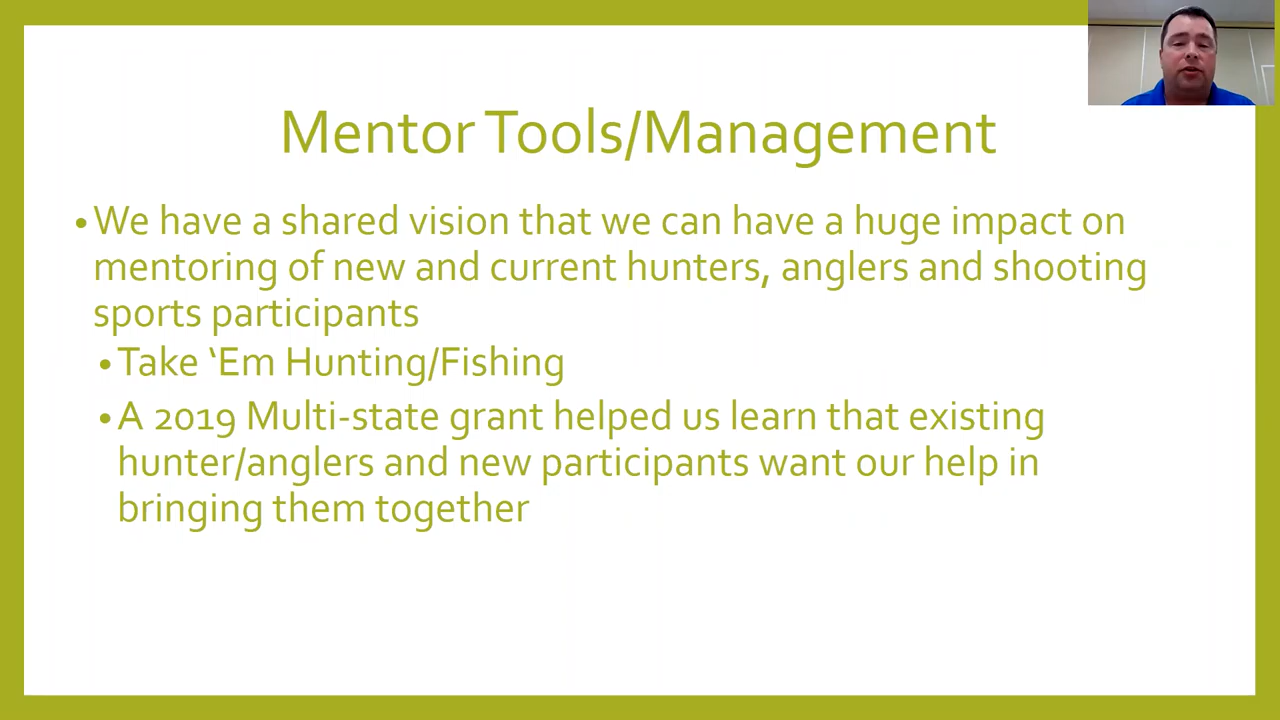 Mentor Tools/Management
• We have a shared vision that we can have a huge impact on
mentoring of new and current hunters, anglers and shooting
sports participants
• Take ‘Em Hunting/Fishing
• A 2019 Multi-state grant helped us learn that existing
hunter/anglers and new participants want our help in
bringing them together